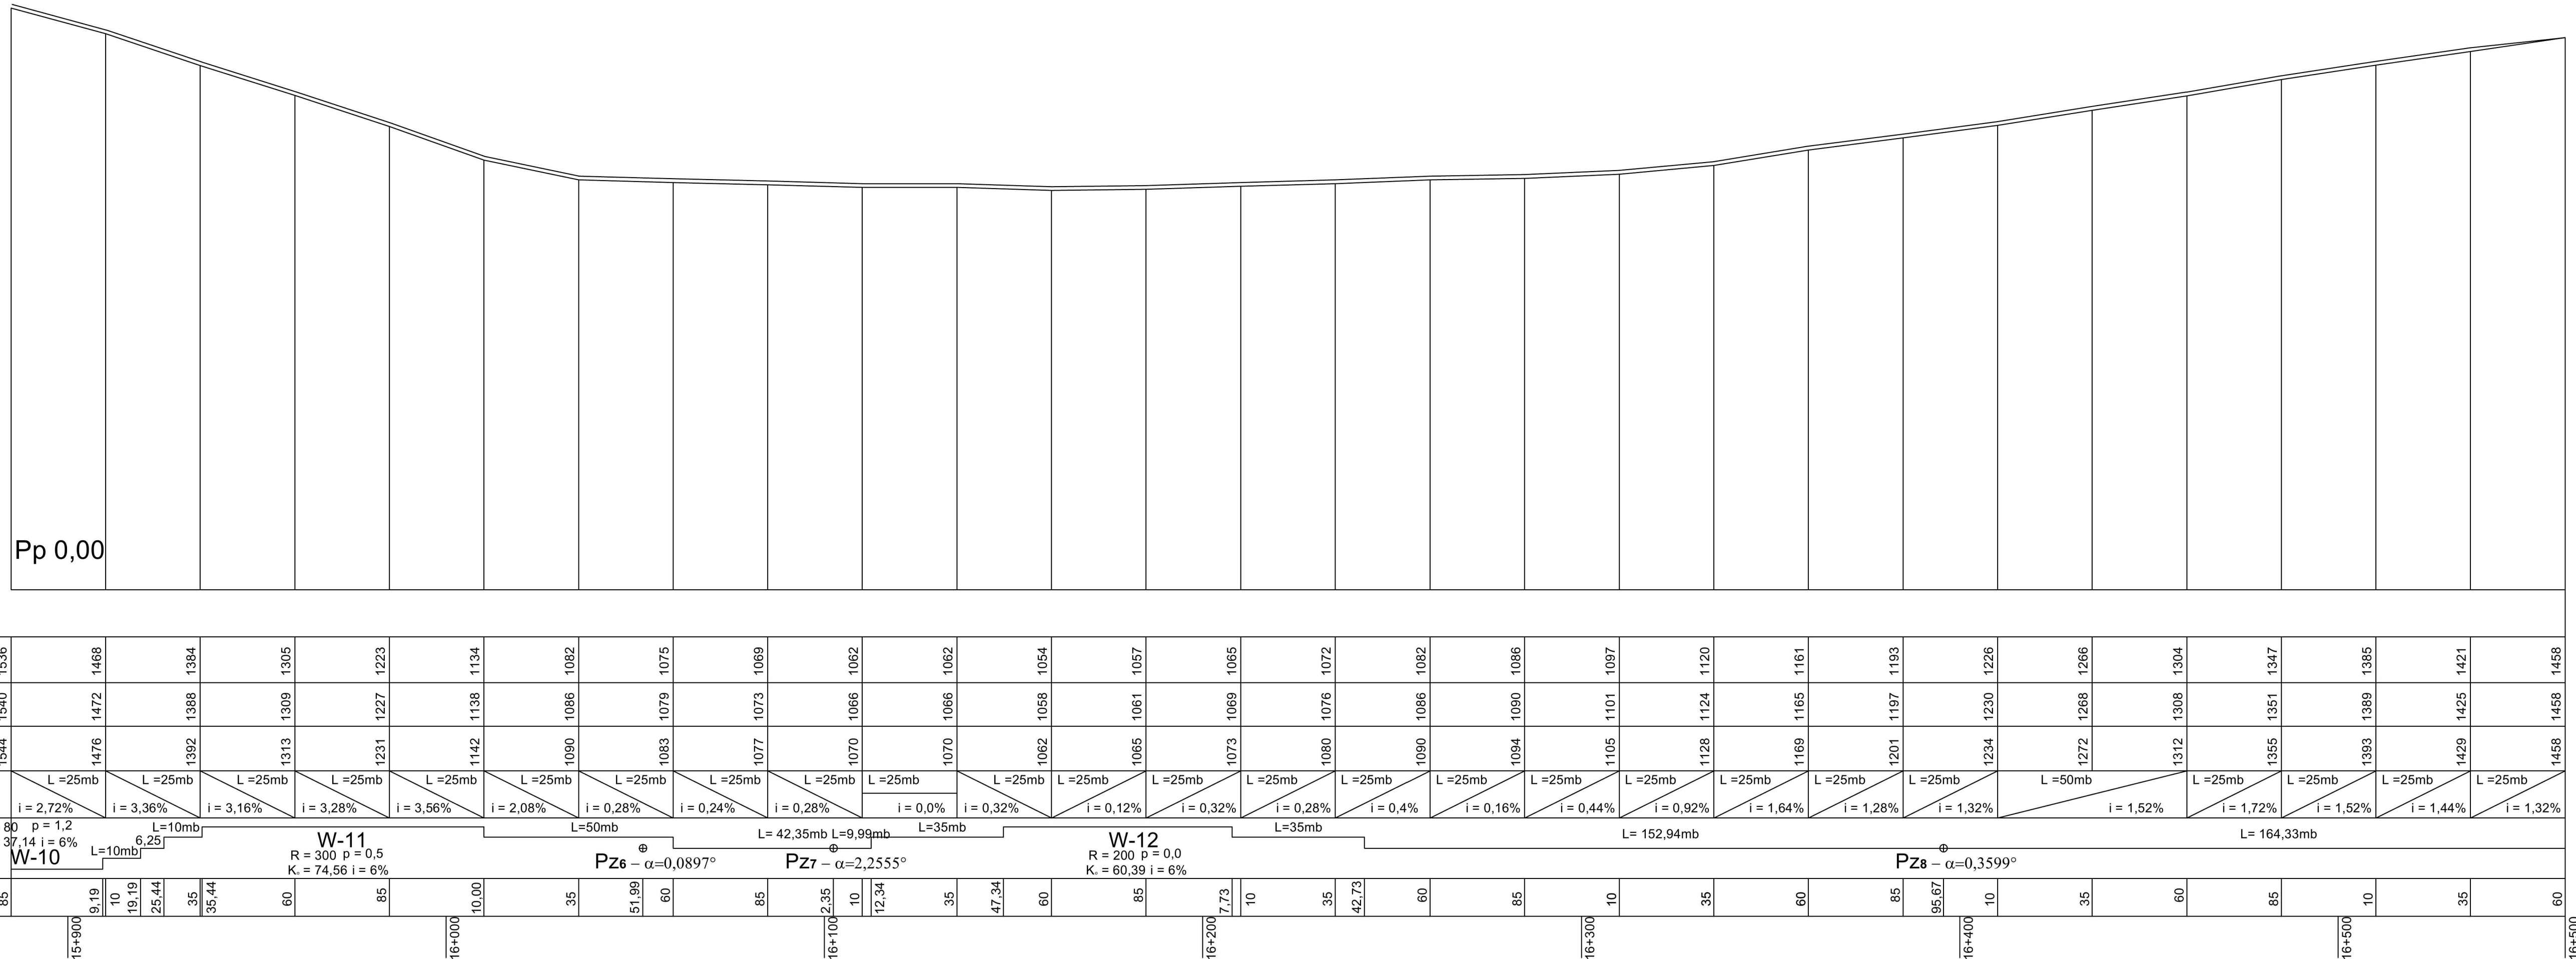 Pp 0,00
1536 1468 1384 1305 1223 1134 1082 1075 1069 1062 1062 1054 1057 1065 1072 1082 1086 1097 1120 1161 1193 1226 1266 1304 1347 1385 1421 1458
1540 1472 1388 1309 1227 1138 1086 1079 1073 1066 1066 1058 1061 1069 1076 1086 1090 1101 1124 1165 1197 1230 1268 1308 1351 1389 1425 1458
1544 1476 1392 1313 1231 1142 1090 1083 1077 1070 1070 1062 1065 1073 1080 1090 1094 1105 1128 1169 1201 1234 1272 1312 1355 1393 1429 1458
L =25mb L =25mb L =25mb L =25mb L =25mb L =25mb L =25mb L =25mb L =25mb L =25mb L =25mb L =25mb L =25mb L =25mb L =25mb L =25mb L =25mb L =25mb L =25mb L =25mb L =25mb L =50mb L =25mb L =25mb L =25mb L =25mb
i = 2,72% i = 3,36% i = 3,16% i = 3,28% i = 3,56% i = 2,08% i = 0,28% i = 0,24% i = 0,28% i = 0,0% i = 0,32% i = 0,12% i = 0,32% i = 0,28% i = 0,4% i = 0,16% i = 0,44% i = 0,92% i = 1,64% i = 1,28% i = 1,32% i = 1,52% i = 1,72% i = 1,52% i = 1,44% i = 1,32%
80 p = 1,2
37,14 i = 6%
W-10
L=10mb
6,25
L=10mb
W-11
R = 300 p = 0,5
K = 74,56 i = 6%
L=50mb
Pz6 – α=0,0897°
L= 42,35mb L=9,99mb
Pz7 – α=2,2555°
L=35mb
W-12
R = 200 p = 0,0
K = 60,39 i = 6%
L=35mb
L= 152,94mb
Pz8 – α=0,3599°
L= 164,33mb
85 9,19 10 19,19 25,44 35 35,44 60 85 10,00 35 51,99 60 85 2,35 10 12,34 35 47,34 60 85 7,73 10 35 42,73 60 85 10 35 60 85 95,67 10 35 60 85 10 35 60
15+900 16+000 16+100 16+200 16+300 16+400 16+500 16+500